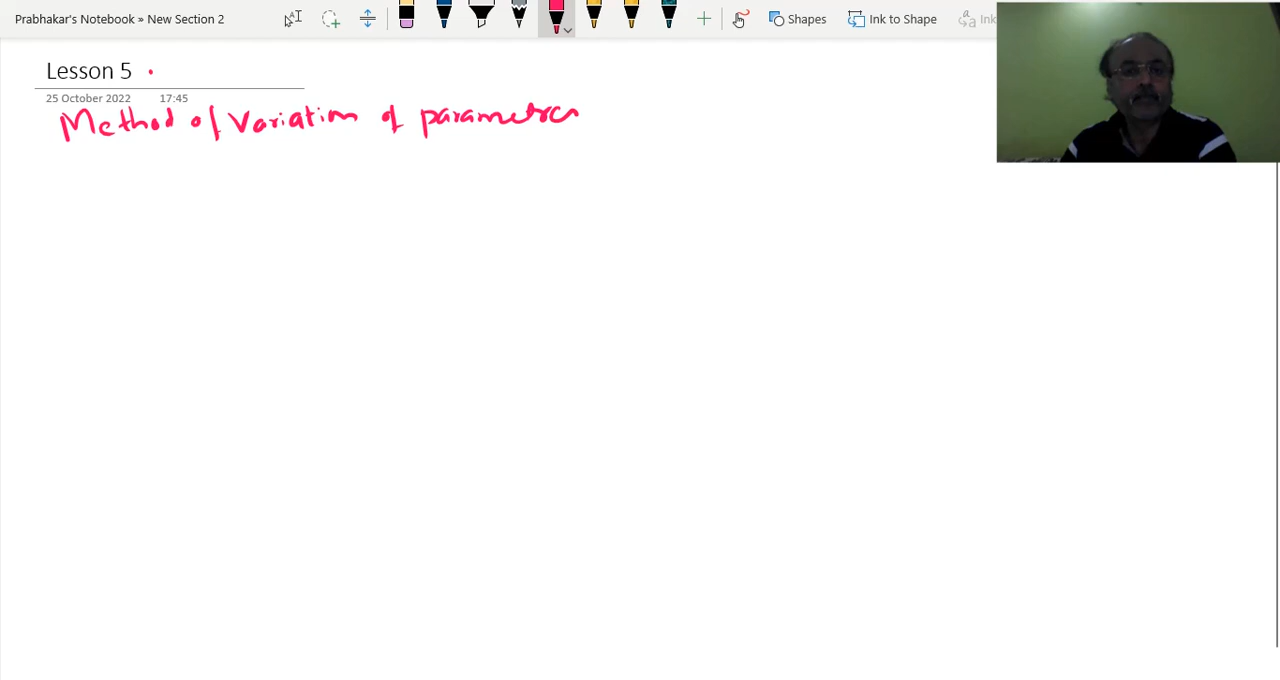 Prabhakar's Notebook » New Section 2
Shapes
Ink to Shape
Ink
Lesson 5
25 October 2022 17:45
Method of Variation of parameters